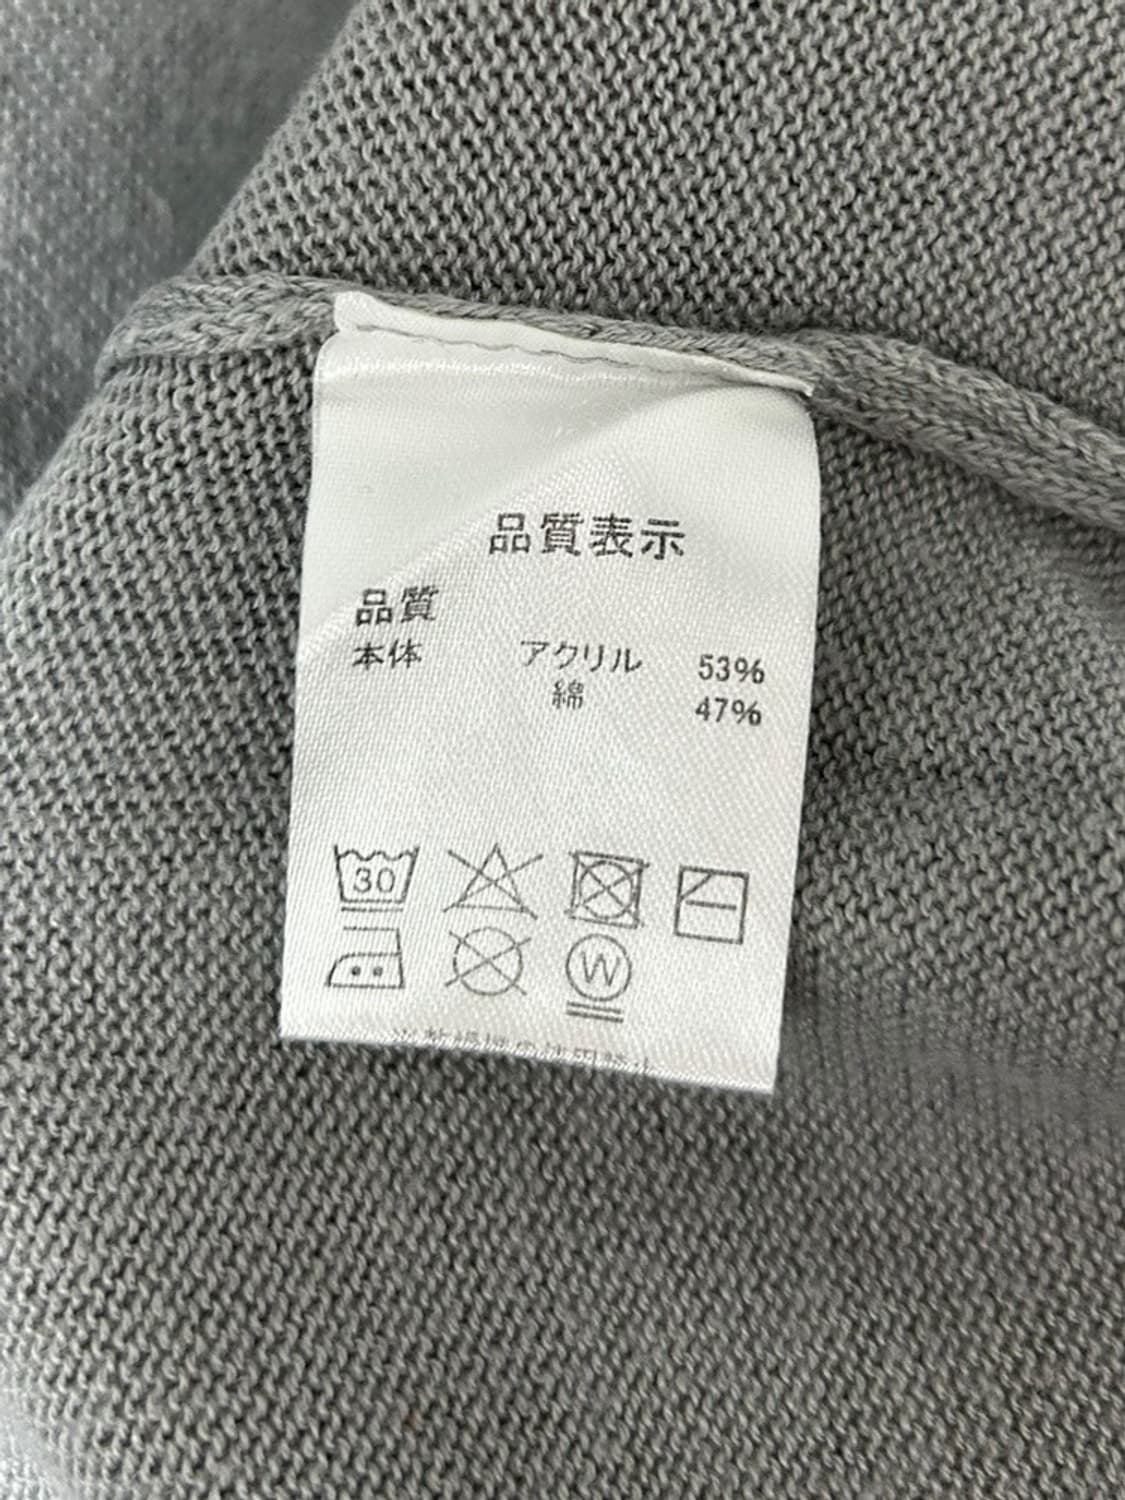 品質表示
品質
本体 アクリル 53%
綿 47%
30
W